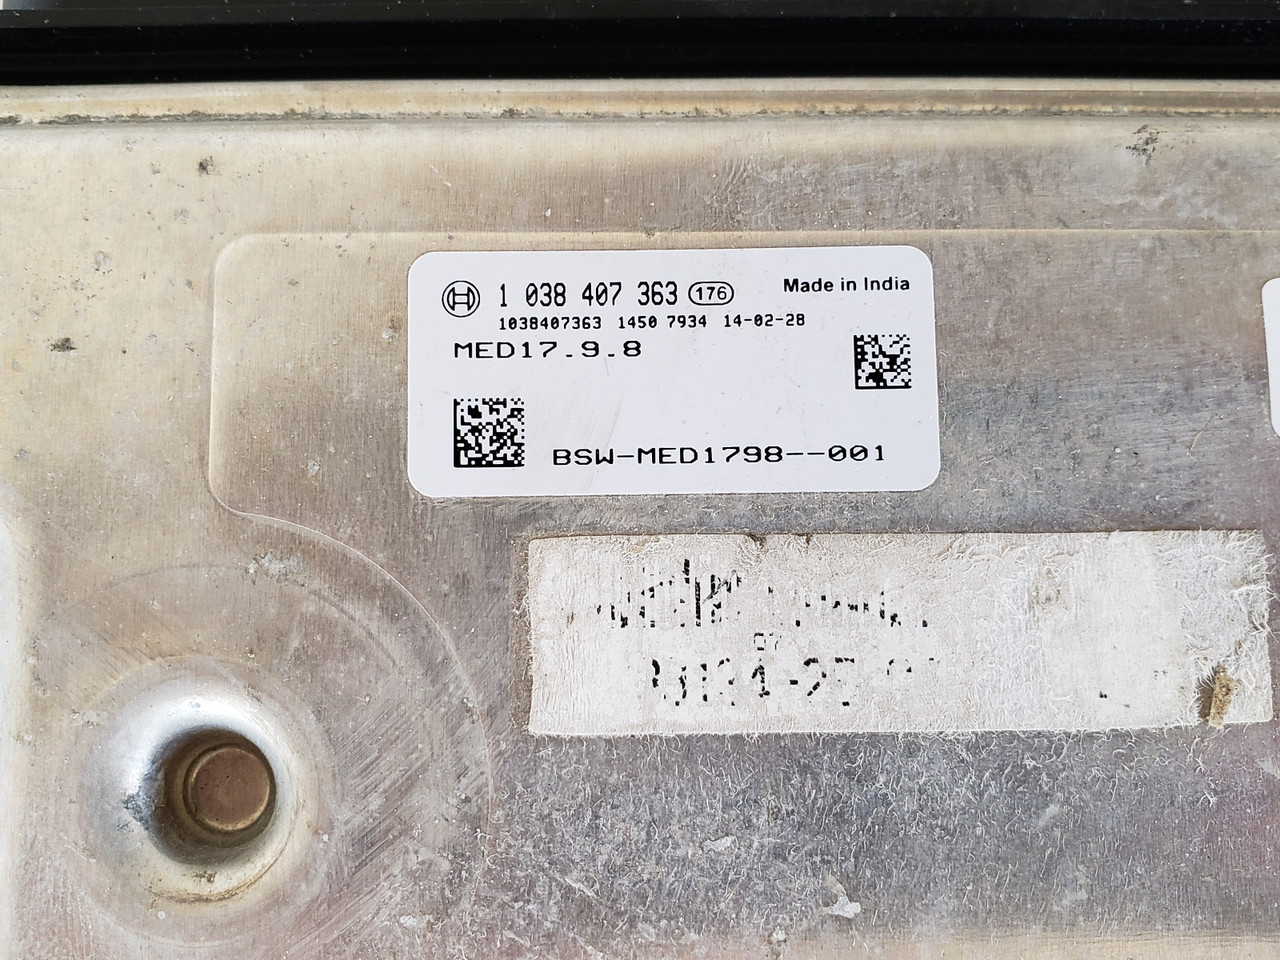 1 038 407 363 176 Made in India
1038407363 1450 7934 14-02-28
MED17.9.8
BSW-MED1798--001